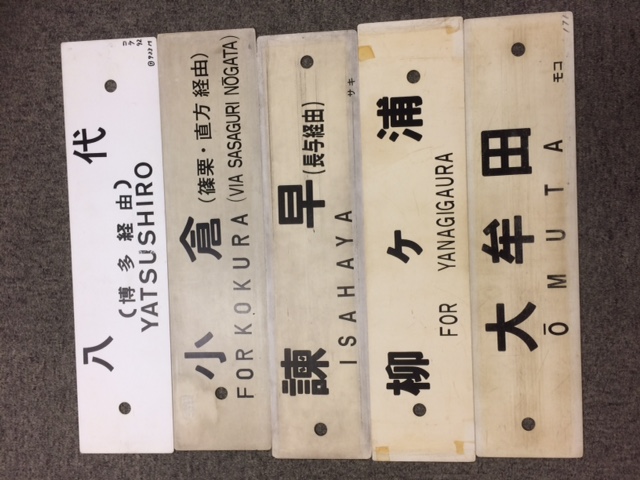 八代
(博多経由)
YATSUSHIRO
小倉(篠栗・直方経由)
FOR KOKURA (VIA SASAGURI NŌGATA)
諫早(長与経由)
ISAHAYA
サキ
柳ヶ浦
FOR YANAGIGAURA
大牟田
ŌMUTA
モコ
171